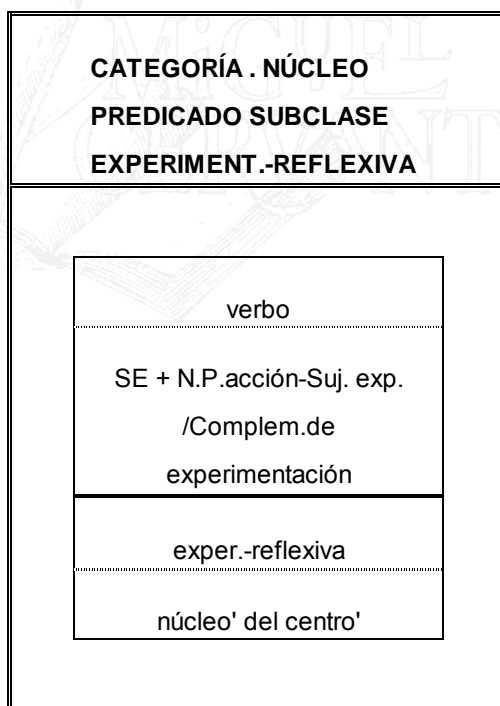 CATEGORÍA . NÚCLEO
PREDICADO SUBCLASE
EXPERIMENT.-REFLEXIVA
verbo
SE + N.P.acción-Suj. exp.
/Complem.de
experimentación
exper.-reflexiva
núcleo' del centro'